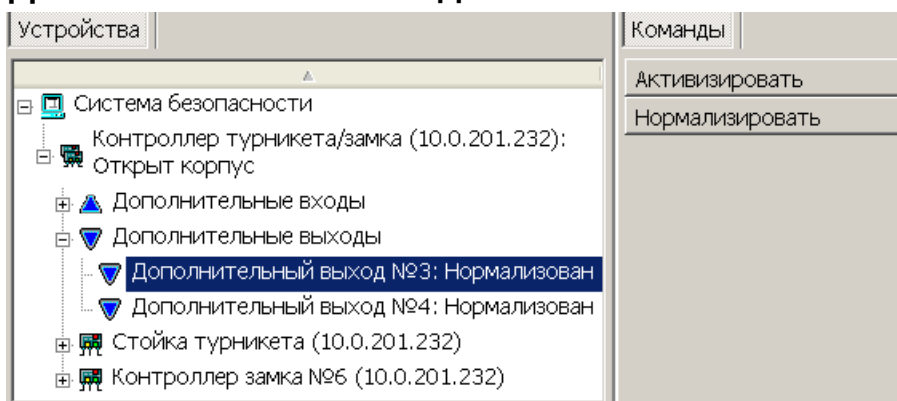 Устройства
Команды
Активизировать
Нормализировать
Система безопасности
Контроллер турникета/замка (10.0.201.232):
Открыт корпус
Дополнительные входы
Дополнительные выходы
Дополнительный выход №3: Нормализован
Дополнительный выход №4: Нормализован
Стойка турникета (10.0.201.232)
Контроллер замка №6 (10.0.201.232)